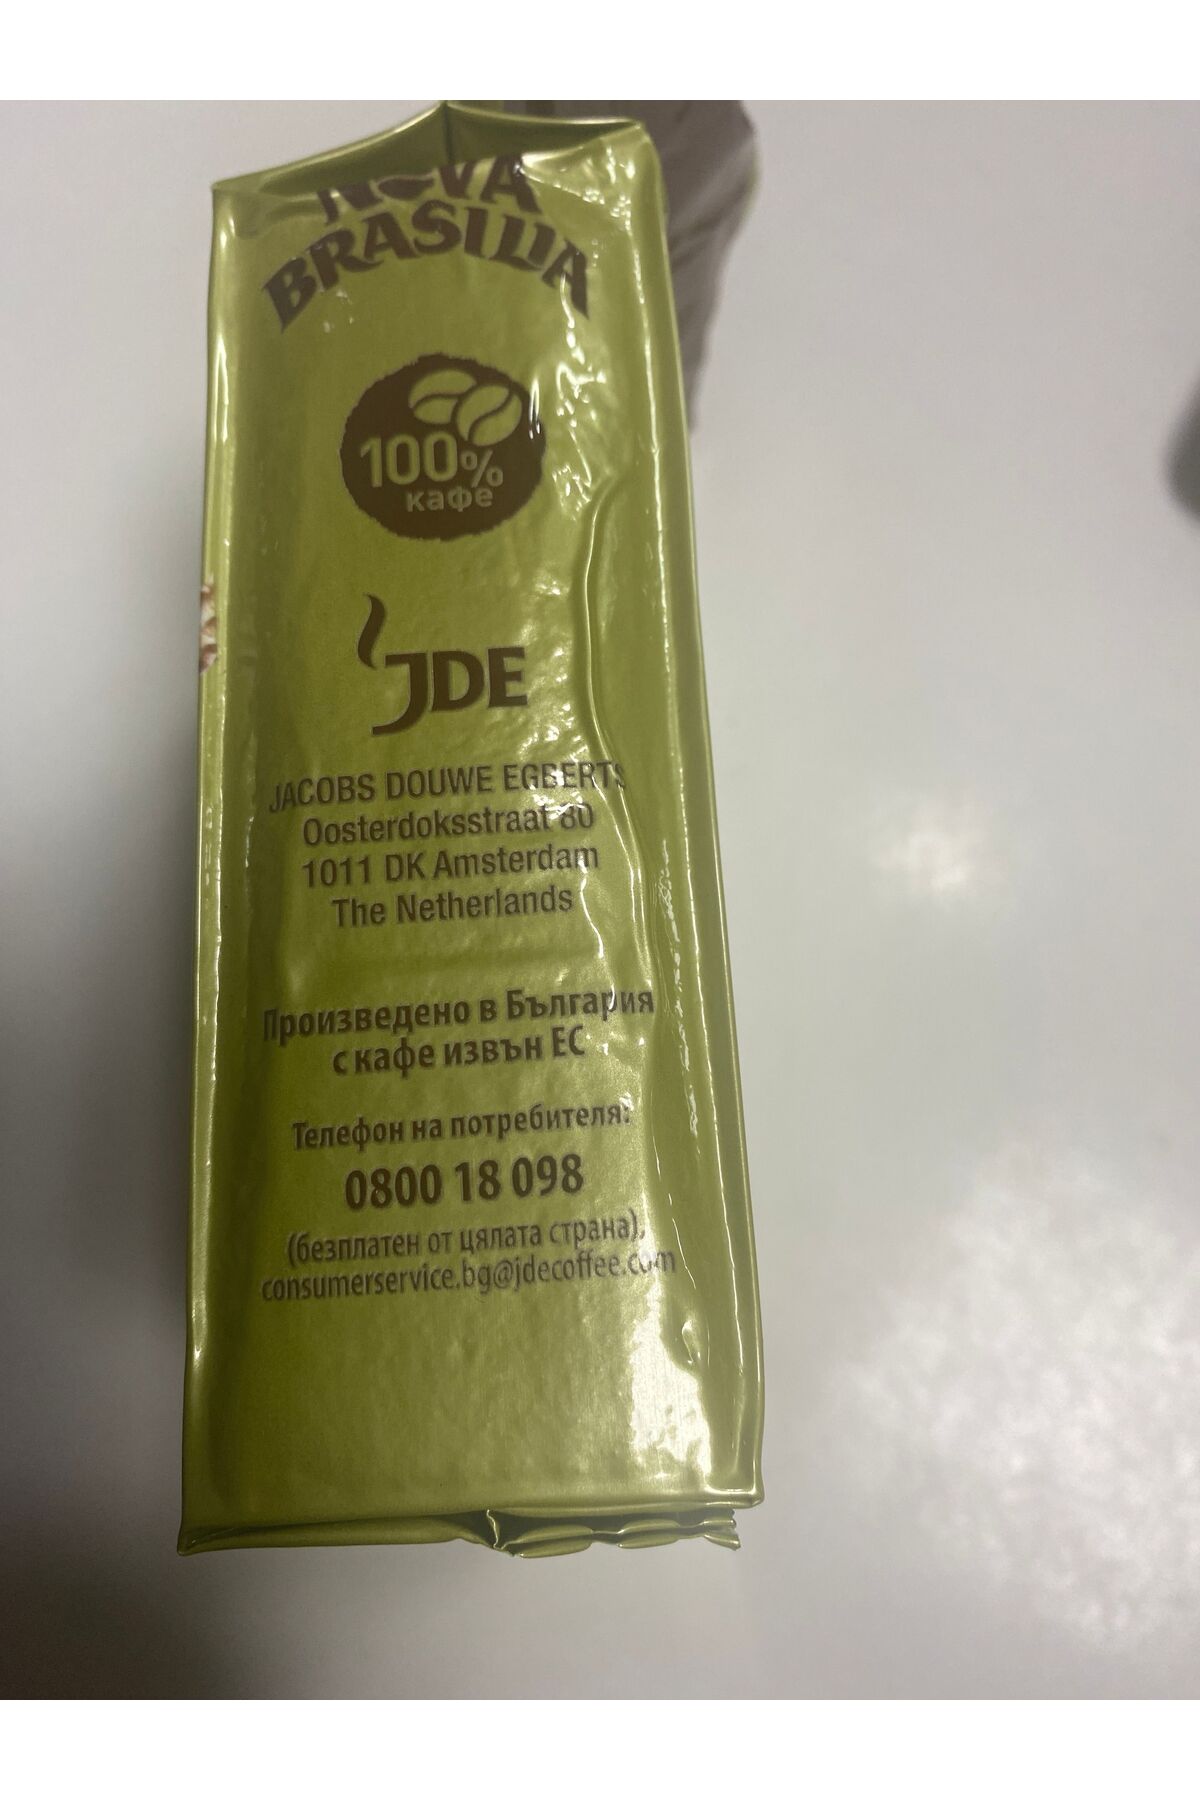 NOVA
BRASILIA
100%
кафе
JDE
JACOBS DOUWE EGBERTS
Oosterdoksstraat 80
1011 DK Amsterdam
The Netherlands
Произведено в България
с кафе извън ЕС
Телефон на потребителя:
0800 18 098
(безплатен от цялата страна),
consumerservice.bg@jdecoffee.com